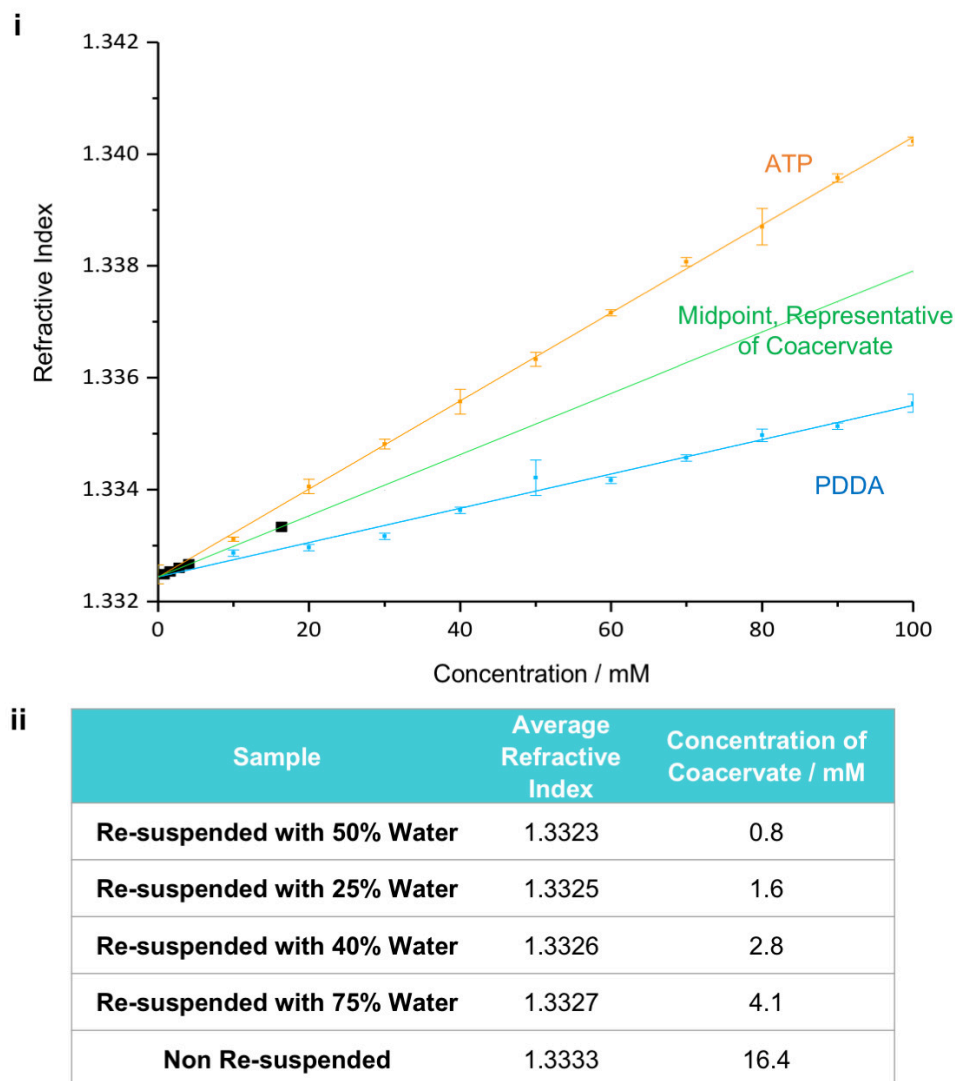 i
1.342
1.340
1.338
1.336
1.334
1.332
Refractive Index
ATP
Midpoint, Representative
of Coacervate
PDDA
0 20 40 60 80 100
Concentration / mM
ii
Sample
Average
Refractive
Index
Concentration of
Coacervate / mM
Re-suspended with 50% Water 1.3323 0.8
Re-suspended with 25% Water 1.3325 1.6
Re-suspended with 40% Water 1.3326 2.8
Re-suspended with 75% Water 1.3327 4.1
Non Re-suspended 1.3333 16.4